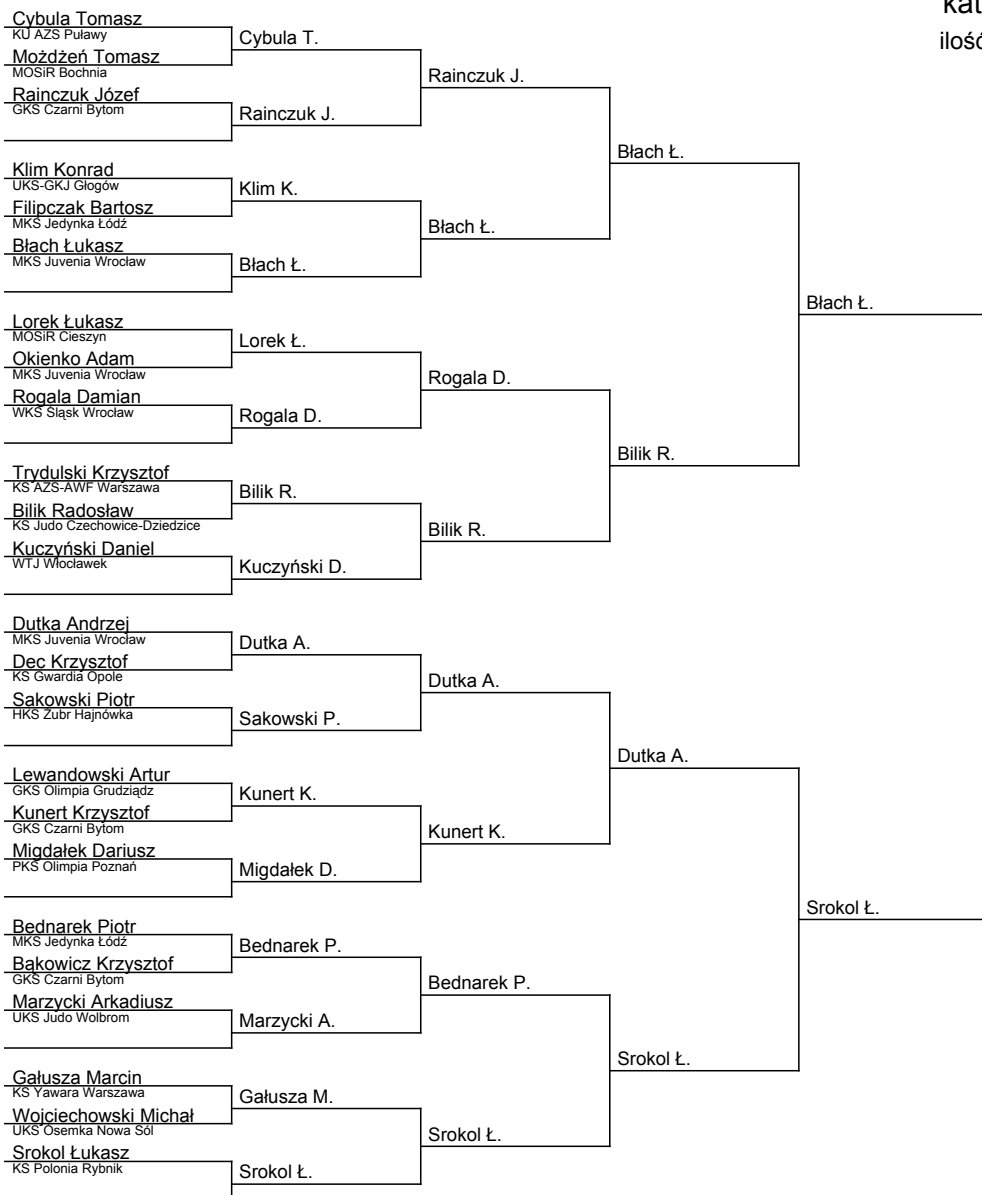 kat
ilość
Cybula Tomasz
KU AZS Puławy
Możdżeń Tomasz
MOSiR Bochnia
Rainczuk Józef
GKS Czarni Bytom
Klim Konrad
UKS-GKJ Głogów
Filipczak Bartosz
MKS Jedynka Łódź
Błach Łukasz
MKS Juvenia Wrocław
Lorek Łukasz
MOSiR Cieszyn
Okienko Adam
MKS Juvenia Wrocław
Rogala Damian
WKS Śląsk Wrocław
Trydulski Krzysztof
KS AZS-AWF Warszawa
Bilik Radosław
KS Judo Czechowice-Dziedzice
Kuczyński Daniel
WTJ Włocławek
Dutka Andrzej
MKS Juvenia Wrocław
Dec Krzysztof
KS Gwardia Opole
Sakowski Piotr
HKS Żubr Hajnówka
Lewandowski Artur
GKS Olimpia Grudziądz
Kunert Krzysztof
GKS Czarni Bytom
Migdałek Dariusz
PKS Olimpia Poznań
Bednarek Piotr
MKS Jedynka Łódź
Bąkowicz Krzysztof
GKS Czarni Bytom
Marzycki Arkadiusz
UKS Judo Wolbrom
Gałusza Marcin
KS Yawara Warszawa
Wojciechowski Michał
UKS Ósemka Nowa Sól
Srokol Łukasz
KS Polonia Rybnik
Cybula T.
Rainczuk J.
Klim K.
Błach Ł.
Lorek Ł.
Rogala D.
Bilik R.
Kuczyński D.
Dutka A.
Sakowski P.
Kunert K.
Migdałek D.
Bednarek P.
Marzycki A.
Gałusza M.
Srokol Ł.
Rainczuk J.
Błach Ł.
Rogala D.
Bilik R.
Dutka A.
Kunert K.
Bednarek P.
Srokol Ł.
Błach Ł.
Bilik R.
Dutka A.
Srokol Ł.
Błach Ł.
Srokol Ł.